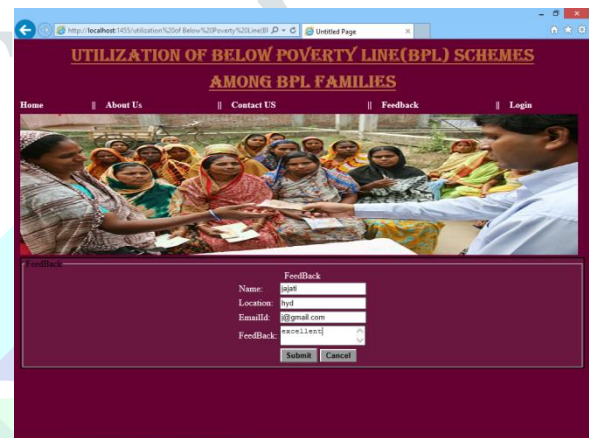 http://localhost:1455/utilization%20of Below%20Poverty%20Line(Bl
Untitled Page
UTILIZATION OF BELOW POVERTY LINE(BPL) SCHEMES
AMONG BPL FAMILIES
Home || About Us || Contact US || Feedback || Login
FeedBack
FeedBack
Name: jajati
Location: hyd
EmailId: j@gmail.com
FeedBack: excellent
Submit Cancel